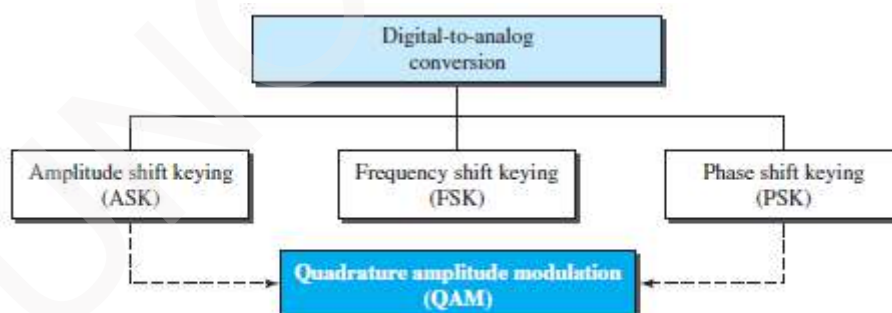 Digital-to-analog
conversion
Amplitude shift keying
(ASK)
Frequency shift keying
(FSK)
Phase shift keying
(PSK)
Quadrature amplitude modulation
(QAM)